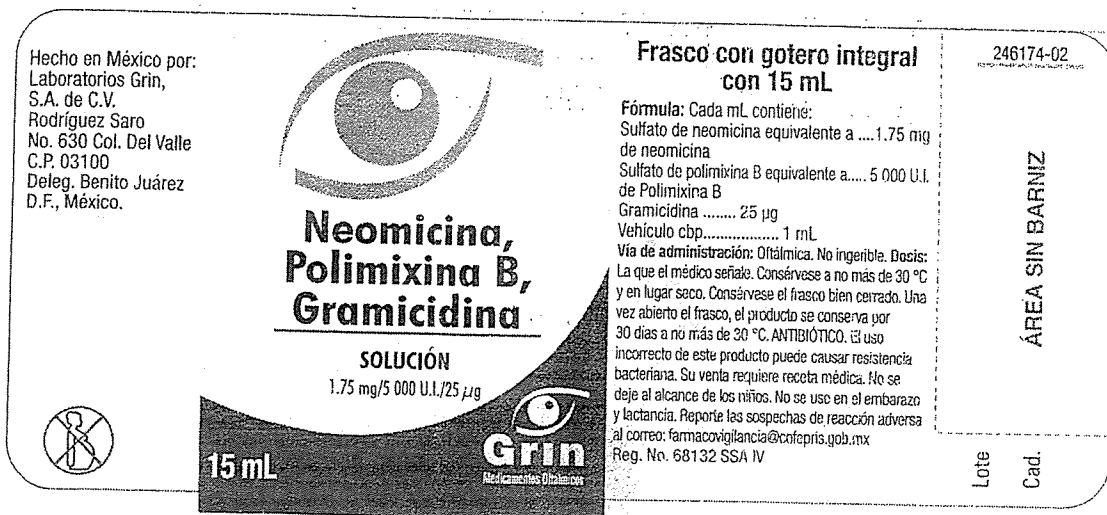 Hecho en México por:
Laboratorios Grin,
S.A. de C.V.
Rodríguez Saro
No. 630 Col. Del Valle
C.P. 03100
Deleg. Benito Juárez
D.F., México.
Neomicina,
Polimixina B,
Gramicidina
SOLUCIÓN
1.75 mg/5 000 U.I./25 µg
15 mL
Grin
Medicamentos Oftálmicos
Frasco con gotero integral
con 15 mL
Fórmula: Cada mL contiene:
Sulfato de neomicina equivalente a ....1.75 mg
de neomicina
Sulfato de polimixina B equivalente a..... 5 000 U.I.
de Polimixina B
Gramicidina ........ 25 µg
Vehículo cbp.................. 1 mL
Vía de administración: Oftálmica. No ingerible. Dosis:
La que el médico señale. Consérvese a no más de 30 °C
y en lugar seco. Consérvese el frasco bien cerrado. Una
vez abierto el frasco, el producto se conserva por
30 días a no más de 30 °C. ANTIBIÓTICO. El uso
incorrecto de este producto puede causar resistencia
bacteriana. Su venta requiere receta médica. No se
deje al alcance de los niños. No se use en el embarazo
y lactancia. Reporte las sospechas de reacción adversa
al correo: farmacovigilancia@cofepris.gob.mx
Reg. No. 68132 SSA IV
246174-02
ÁREA SIN BARNIZ
Lote
Cad.